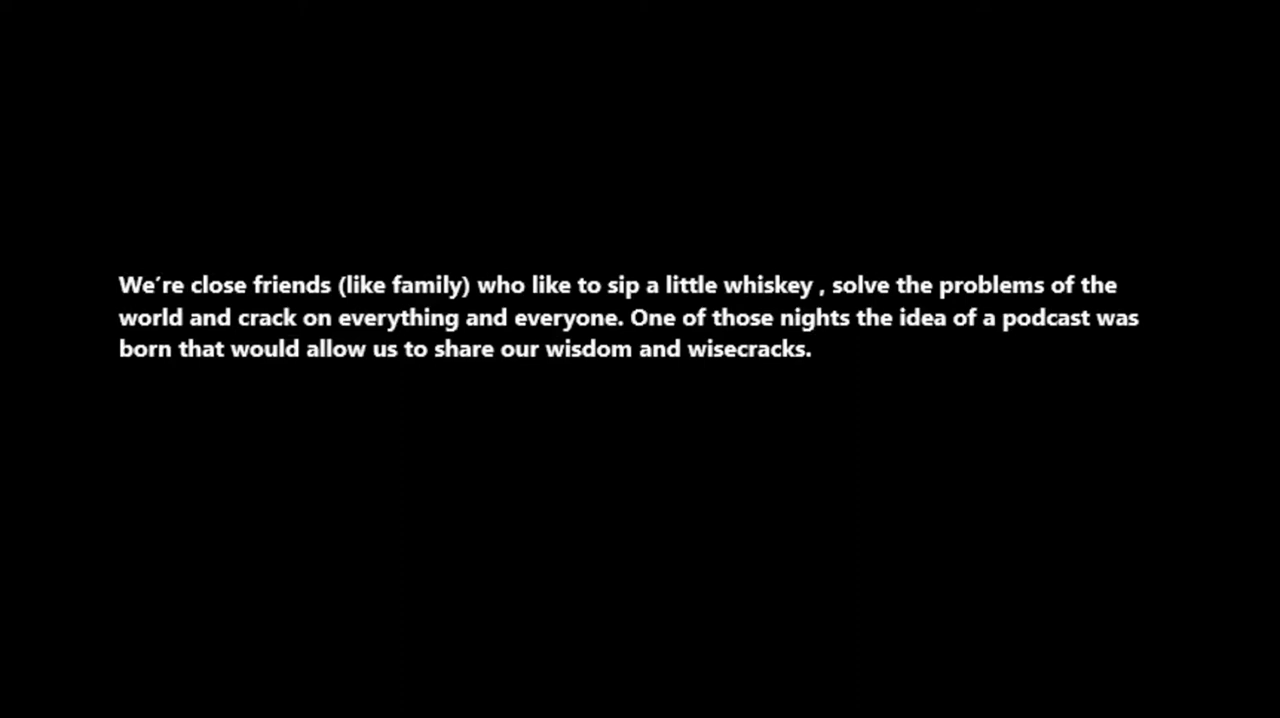 We're close friends (like family) who like to sip a little whiskey , solve the problems of the
world and crack on everything and everyone. One of those nights the idea of a podcast was
born that would allow us to share our wisdom and wisecracks.